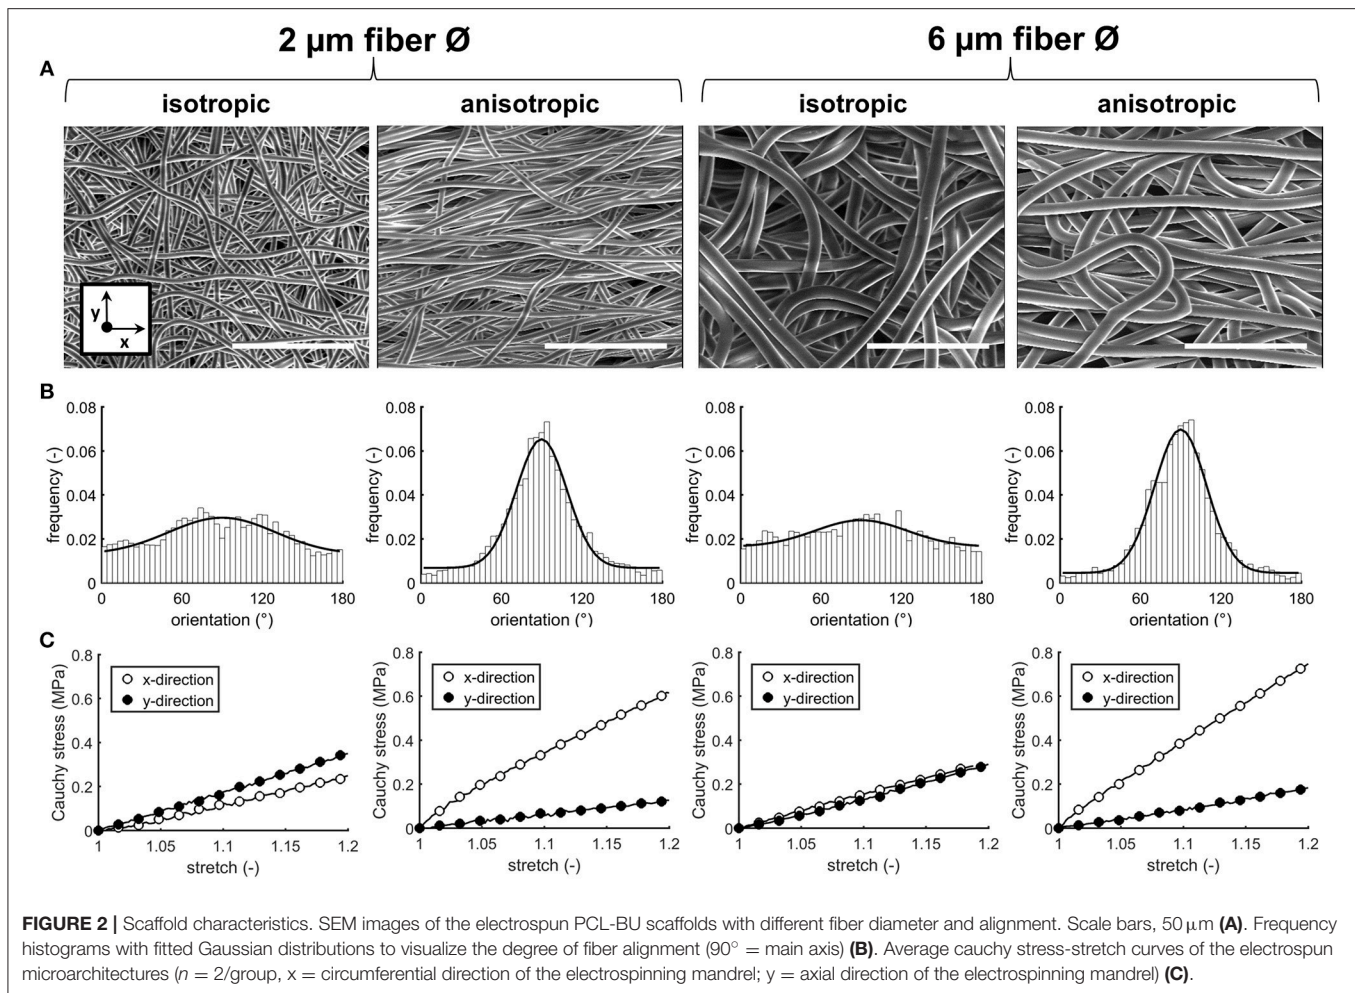 2 µm fiber Ø 6 µm fiber Ø
A
isotropic anisotropic isotropic anisotropic
y
x
B
0.08 0.08 0.08 0.08
0.06 0.06 0.06 0.06
0.04 0.04 0.04 0.04
0.02 0.02 0.02 0.02
0 0 0 0
frequency (-) frequency (-) frequency (-) frequency (-)
0 60 120 180 0 60 120 180 0 60 120 180 0 60 120 180
orientation (°) orientation (°) orientation (°) orientation (°)
C
0.8 0.8 0.8 0.8
x-direction x-direction x-direction x-direction
0.6 0.6 0.6 0.6
y-direction y-direction y-direction y-direction
0.4 0.4 0.4 0.4
0.2 0.2 0.2 0.2
0 0 0 0
Cauchy stress (MPa) Cauchy stress (MPa) Cauchy stress (MPa) Cauchy stress (MPa)
1 1.05 1.1 1.15 1.2 1 1.05 1.1 1.15 1.2 1 1.05 1.1 1.15 1.2 1 1.05 1.1 1.15 1.2
stretch (-) stretch (-) stretch (-) stretch (-)
FIGURE 2 | Scaffold characteristics. SEM images of the electrospun PCL-BU scaffolds with different fiber diameter and alignment. Scale bars, 50 µm (A). Frequency
histograms with fitted Gaussian distributions to visualize the degree of fiber alignment (90° = main axis) (B). Average cauchy stress-stretch curves of the electrospun
microarchitectures (n = 2/group, x = circumferential direction of the electrospinning mandrel; y = axial direction of the electrospinning mandrel) (C).